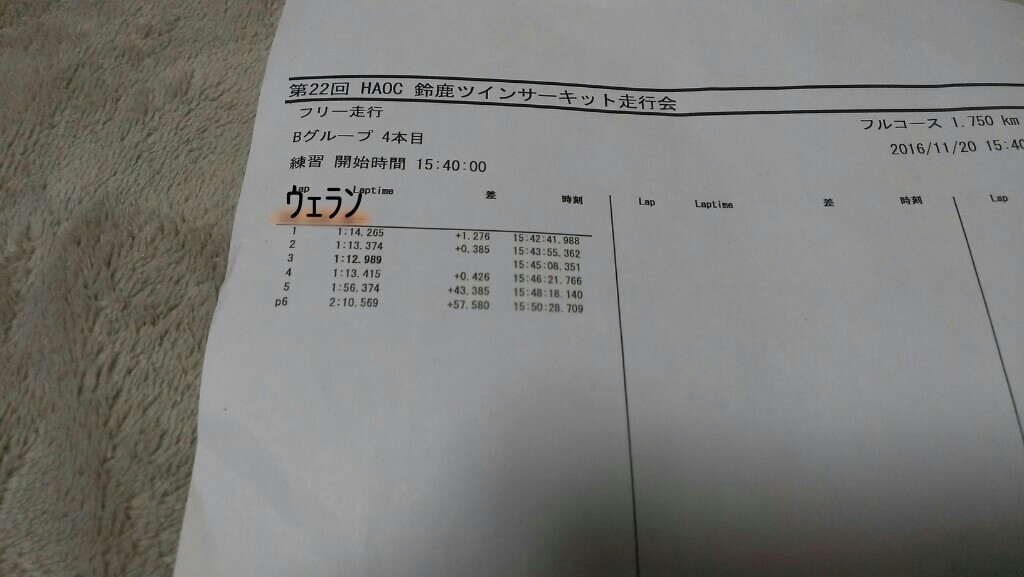 第22回 HAOC 鈴鹿ツインサーキット走行会
フリー走行
フルコース 1.750 km
Bグループ 4本目
2016/11/20 15:40
練習 開始時間 15:40:00
Lap Laptime 差 時刻 Lap Laptime 差 時刻 Lap
ウェラン
1 1:14.265 +1.276 15:42:41.988
2 1:13.374 +0.385 15:43:55.362
3 1:12.989 15:45:08.351
4 1:13.415 +0.426 15:46:21.766
5 1:56.374 +43.385 15:48:18.140
p6 2:10.569 +57.580 15:50:28.709